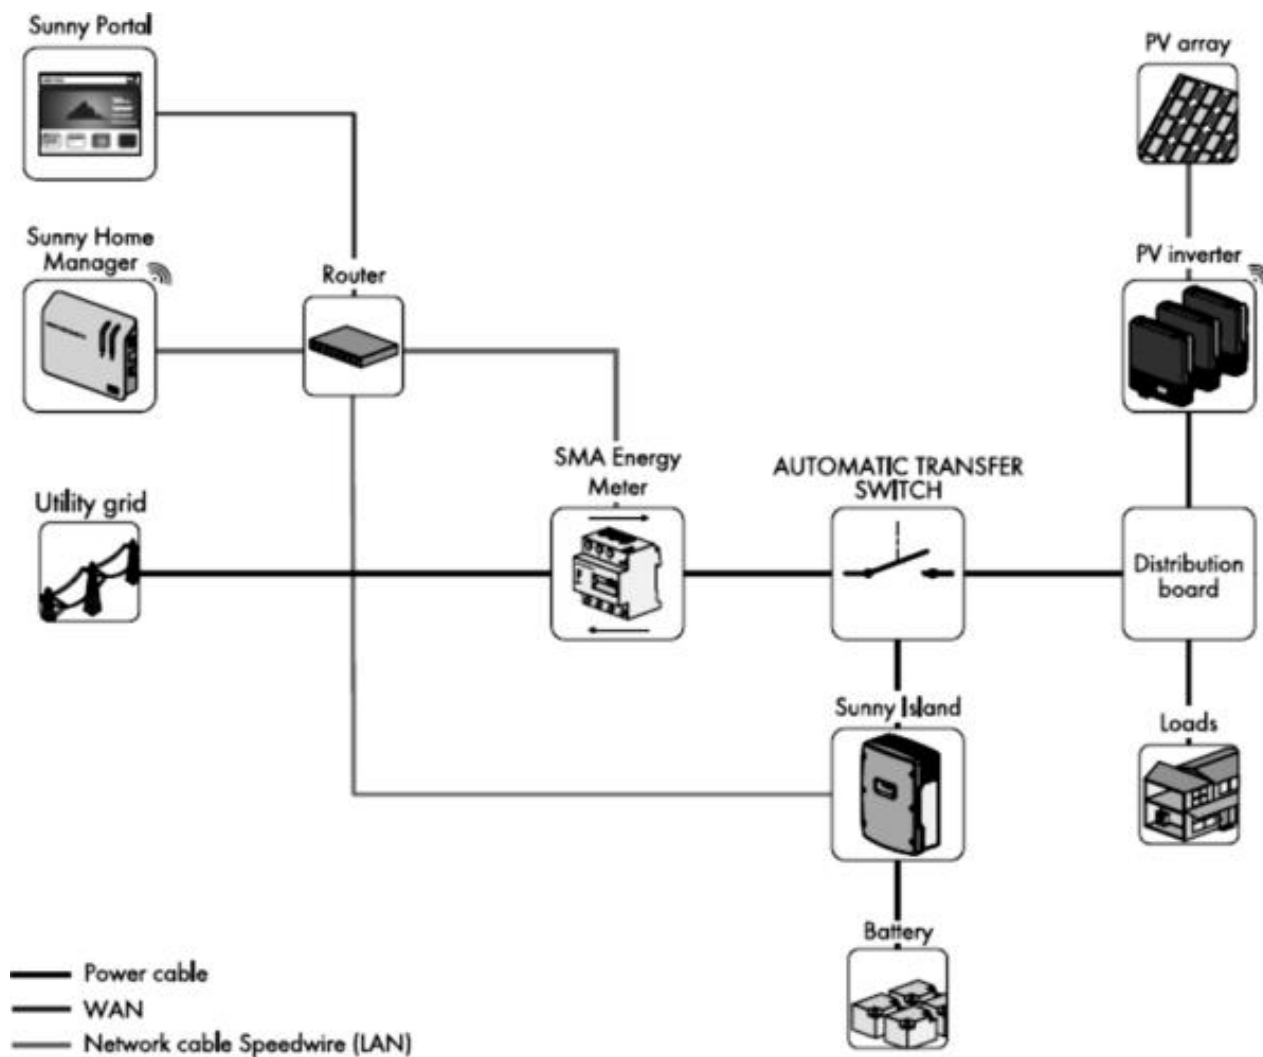 Sunny Portal
PV array
Sunny Home
Manager
Router
PV inverter
SMA Energy
Meter
AUTOMATIC TRANSFER
SWITCH
Utility grid
Distribution
board
Sunny Island
Loads
Battery
Power cable
WAN
Network cable Speedwire (LAN)